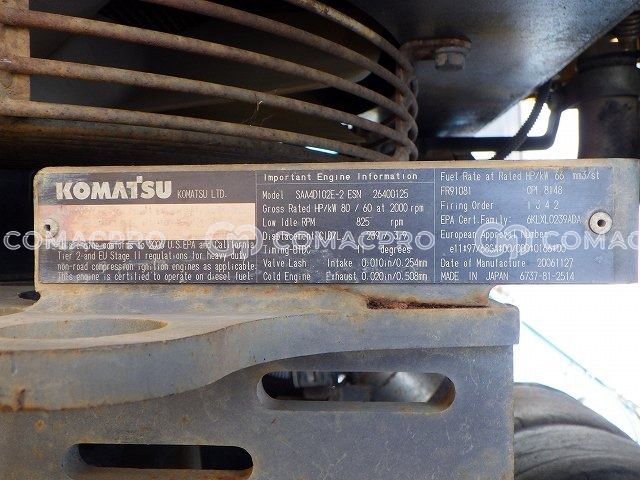 KOMATSU KOMATSU LTD.
Tier 2 and EU Stage II regulations for heavy duty
non-road compression ignition engines as applicable.
This engine is certified to operate on diesel fuel.
Important Engine Information
Model SAA4D102E-2 ESN 26400125
Gross Rated HP/kW 80 / 60 at 2000 rpm
Low Idle RPM 825 rpm
degrees
Valve Lash Intake 0.010in/0.254mm
Cold Engine Exhaust 0.020in/0.508mm
Fuel Rate at Rated HP/kW 66 mm3/st
FR91081 CPL 8148
Firing Order 1 3 4 2
EPA Cert.Family: 6KLXL0239ADA
European Approval Number
Date of Manufacture 20061127
MADE IN JAPAN 6737-81-2514
COMACPRO COMACPRO COMACPRO